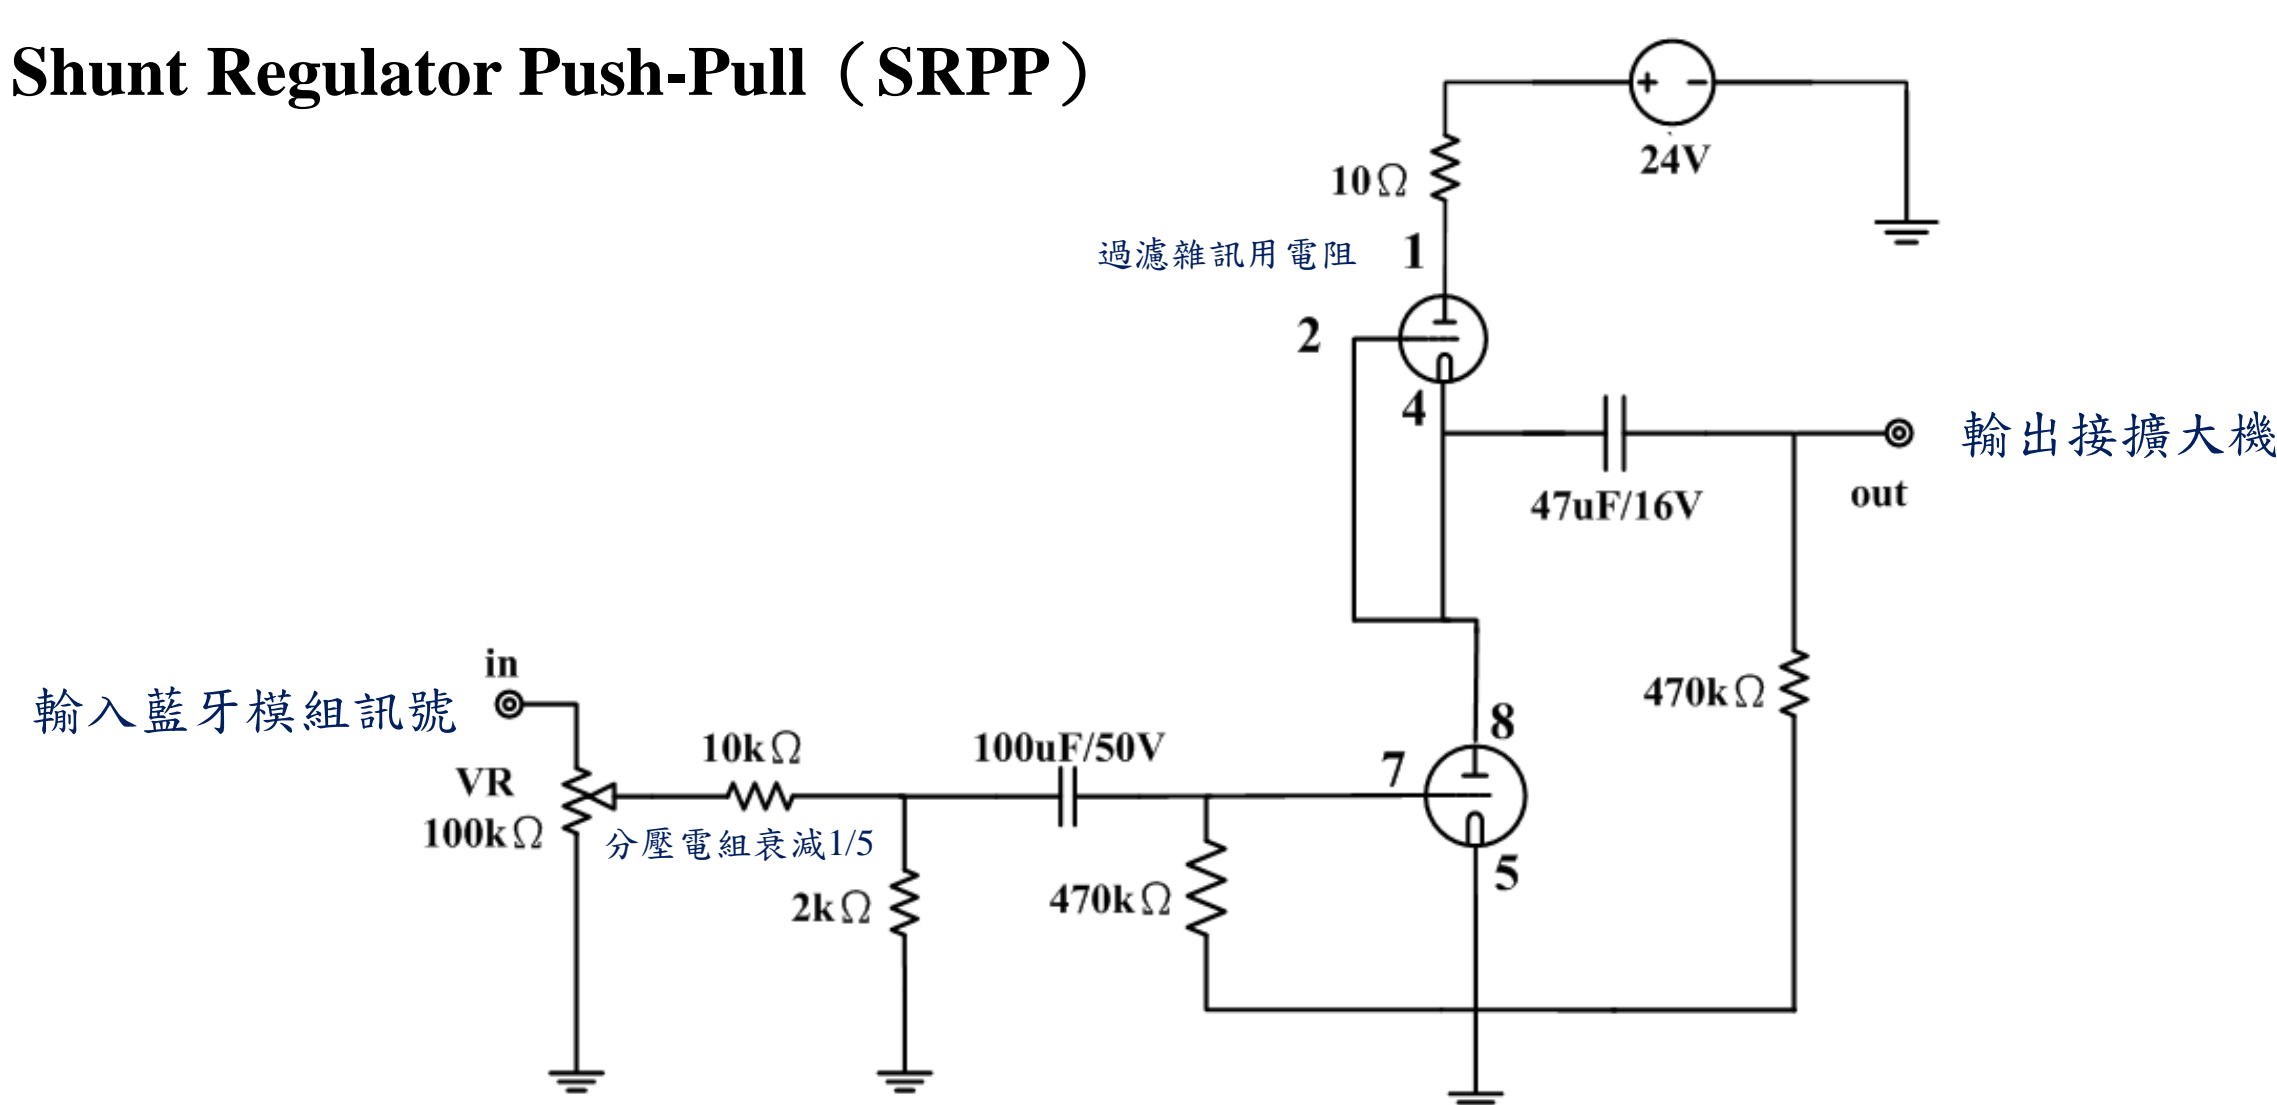 Shunt Regulator Push-Pull（SRPP）
+ −
24V
10Ω
過濾雜訊用電阻
1
2
4
輸出接擴大機
47uF/16V
out
in
輸入藍牙模組訊號
470kΩ
8
10kΩ
100uF/50V
7
VR
100kΩ
分壓電組衰減1/5
5
2kΩ
470kΩ